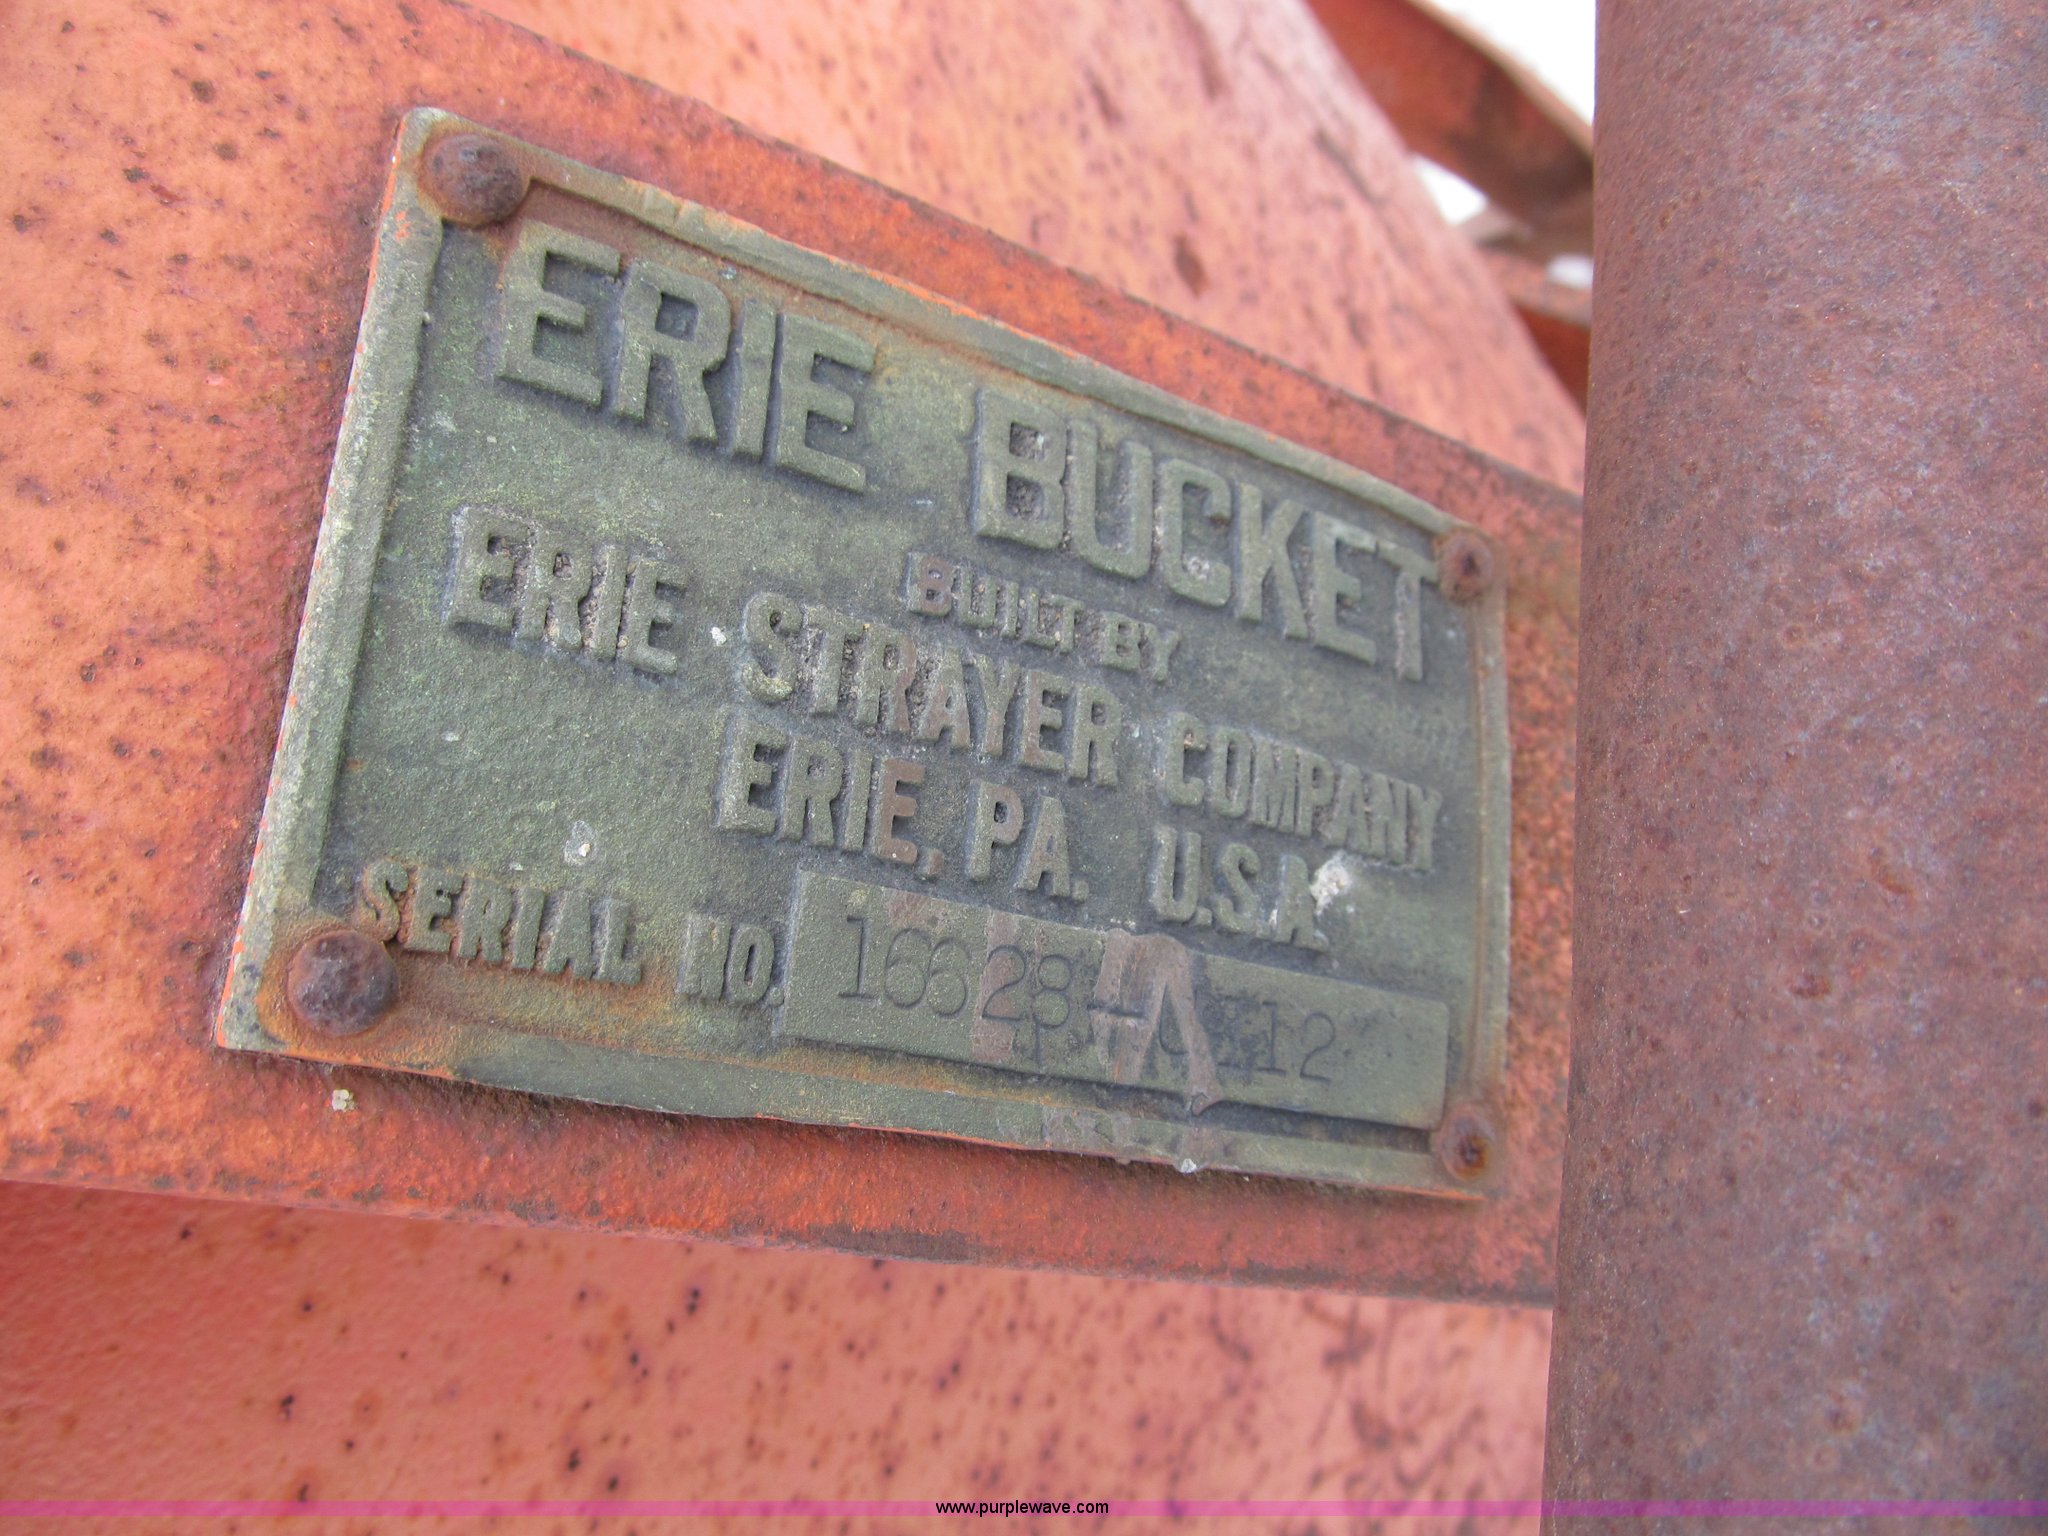 ERIE BUCKET
BUILT BY
ERIE STRAYER COMPANY
ERIE, PA. U.S.A.
SERIAL NO.
www.purplewave.com